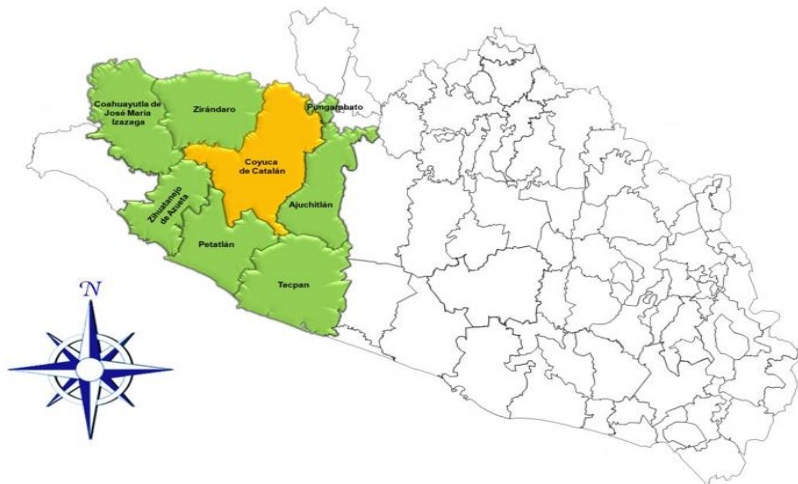 Coahuayutla de
José María
Izazaga
Zirándaro
Pungarabato
Coyuca
de Catalán
Zihuatanejo
de Azueta
Ajuchitlán
Petatlán
Tecpan
N